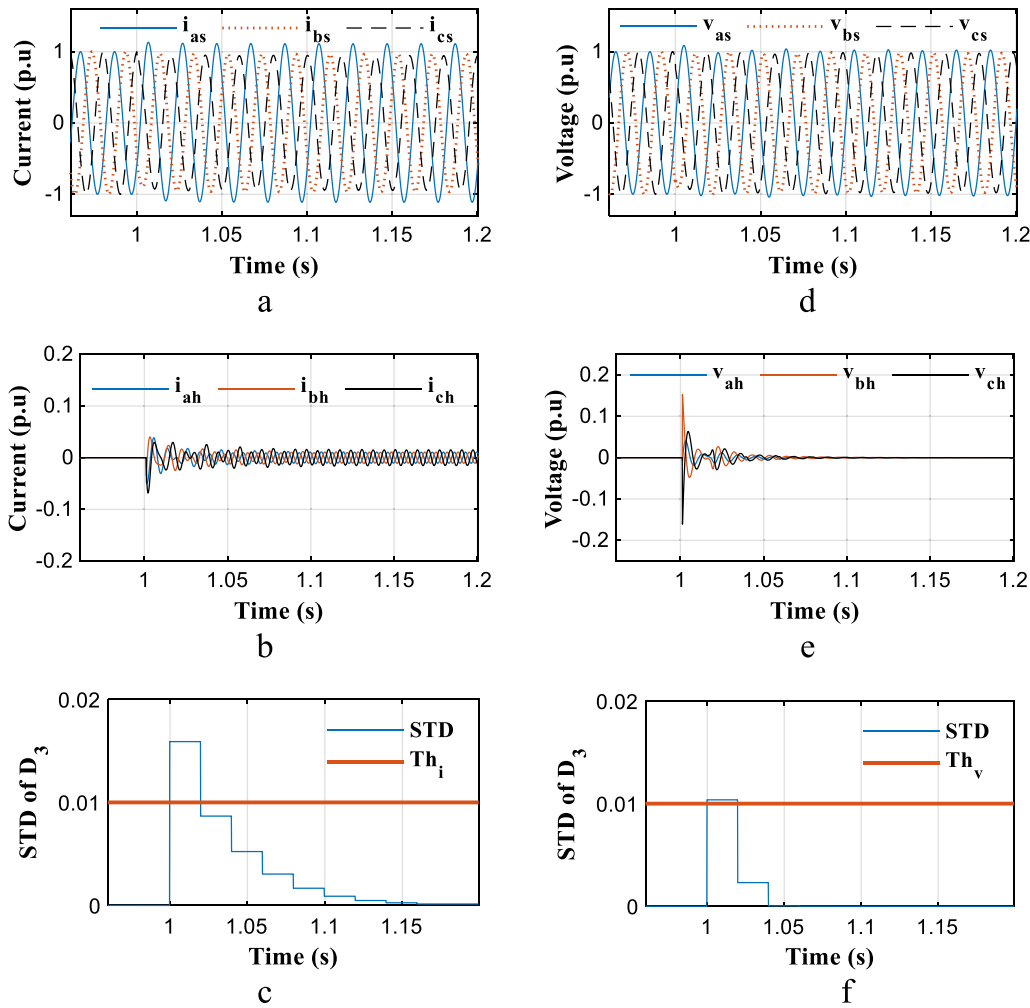 i_as i_bs i_cs
Current (p.u)
1
0
-1
1 1.05 1.1 1.15 1.2
Time (s)
a
v_as v_bs v_cs
Voltage (p.u)
1
0
-1
1 1.05 1.1 1.15 1.2
Time (s)
d
i_ah i_bh i_ch
Current (p.u)
0.2
0.1
0
-0.1
-0.2
1 1.05 1.1 1.15 1.2
Time (s)
b
v_ah v_bh v_ch
Voltage (p.u)
0.2
0.1
0
-0.1
-0.2
1 1.05 1.1 1.15 1.2
Time (s)
e
STD
Th_i
STD of D_3
0.02
0.01
0
1 1.05 1.1 1.15
Time (s)
c
STD
Th_v
STD of D_3
0.02
0.01
0
1 1.05 1.1 1.15
Time (s)
f